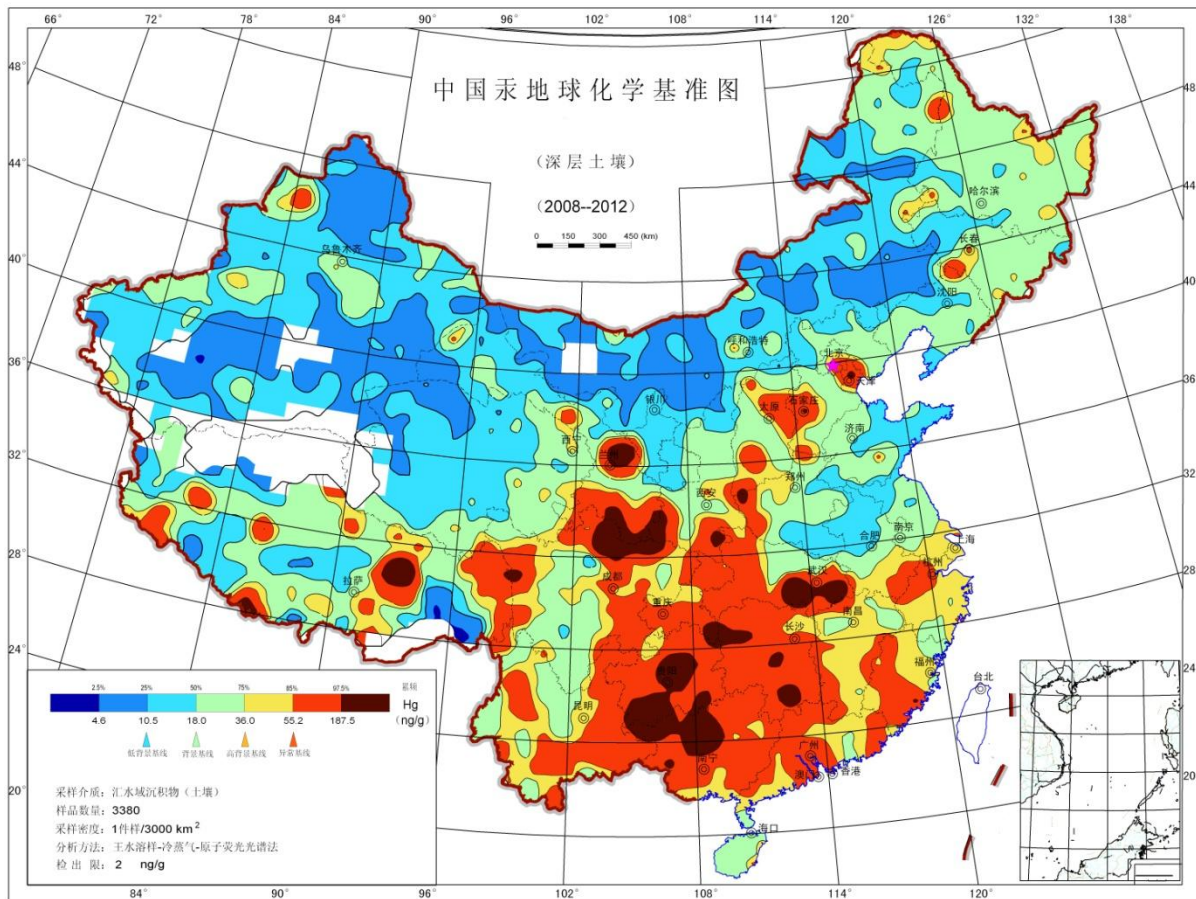 66° 72° 78° 84° 90° 96° 102° 108° 114° 120° 126° 132° 138°
中国汞地球化学基准图
(深层土壤)
(2008--2012)
0 150 300 450 (km)
48°
44°
40°
36°
32°
28°
24°
20°
48°
48°
44°
40°
36°
32°
28°
24°
20°
哈尔滨
长春
乌鲁木齐
沈阳
呼和浩特
北京
天津
银川
太原
石家庄
济南
西宁
兰州
郑州
西安
南京
合肥
上海
拉萨
成都
武汉
杭州
重庆
南昌
长沙
贵阳
福州
台北
昆明
广州
南宁
澳门
香港
海口
2.5% 25% 50% 75% 85% 97.5% 累频
4.6 10.5 18.0 36.0 55.2 187.5
Hg
(ng/g)
低背景基线 背景基线 高背景基线 异常基线
采样介质：汇水域沉积物（土壤）
样品数量：3380
采样密度：1件样/3000 km²
分析方法：王水溶样-冷蒸气-原子荧光光谱法
检 出 限： 2 ng/g
84° 90° 96° 102° 108° 114° 120°